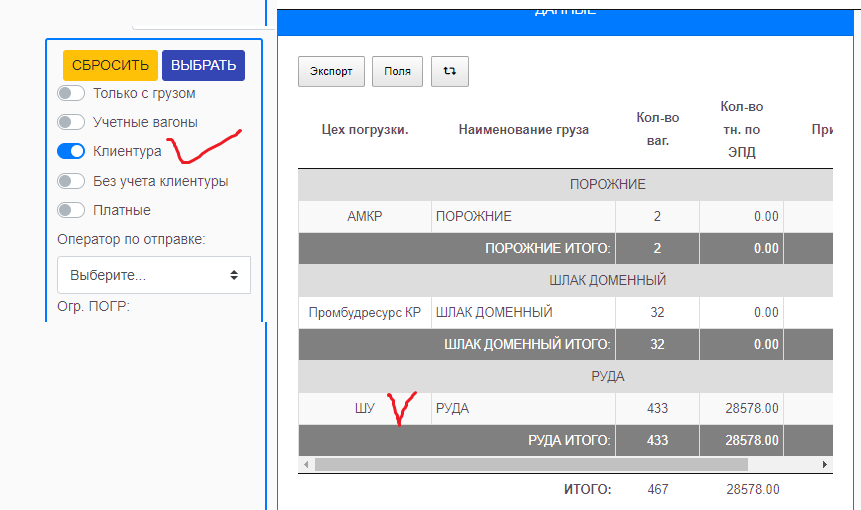 СБРОСИТЬ ВЫБРАТЬ
Только с грузом
Учетные вагоны
Клиентура
Без учета клиентуры
Платные
Оператор по отправке:
Выберите...
Огр. ПОГР:
ДАННЫЕ
Экспорт Поля
Цех погрузки. Наименование груза Кол-во ваг. Кол-во тн. по ЭПД При
ПОРОЖНИЕ
АМКР ПОРОЖНИЕ 2 0.00
ПОРОЖНИЕ ИТОГО: 2 0.00
ШЛАК ДОМЕННЫЙ
Промбудресурс КР ШЛАК ДОМЕННЫЙ 32 0.00
ШЛАК ДОМЕННЫЙ ИТОГО: 32 0.00
РУДА
ШУ РУДА 433 28578.00
РУДА ИТОГО: 433 28578.00
ИТОГО: 467 28578.00